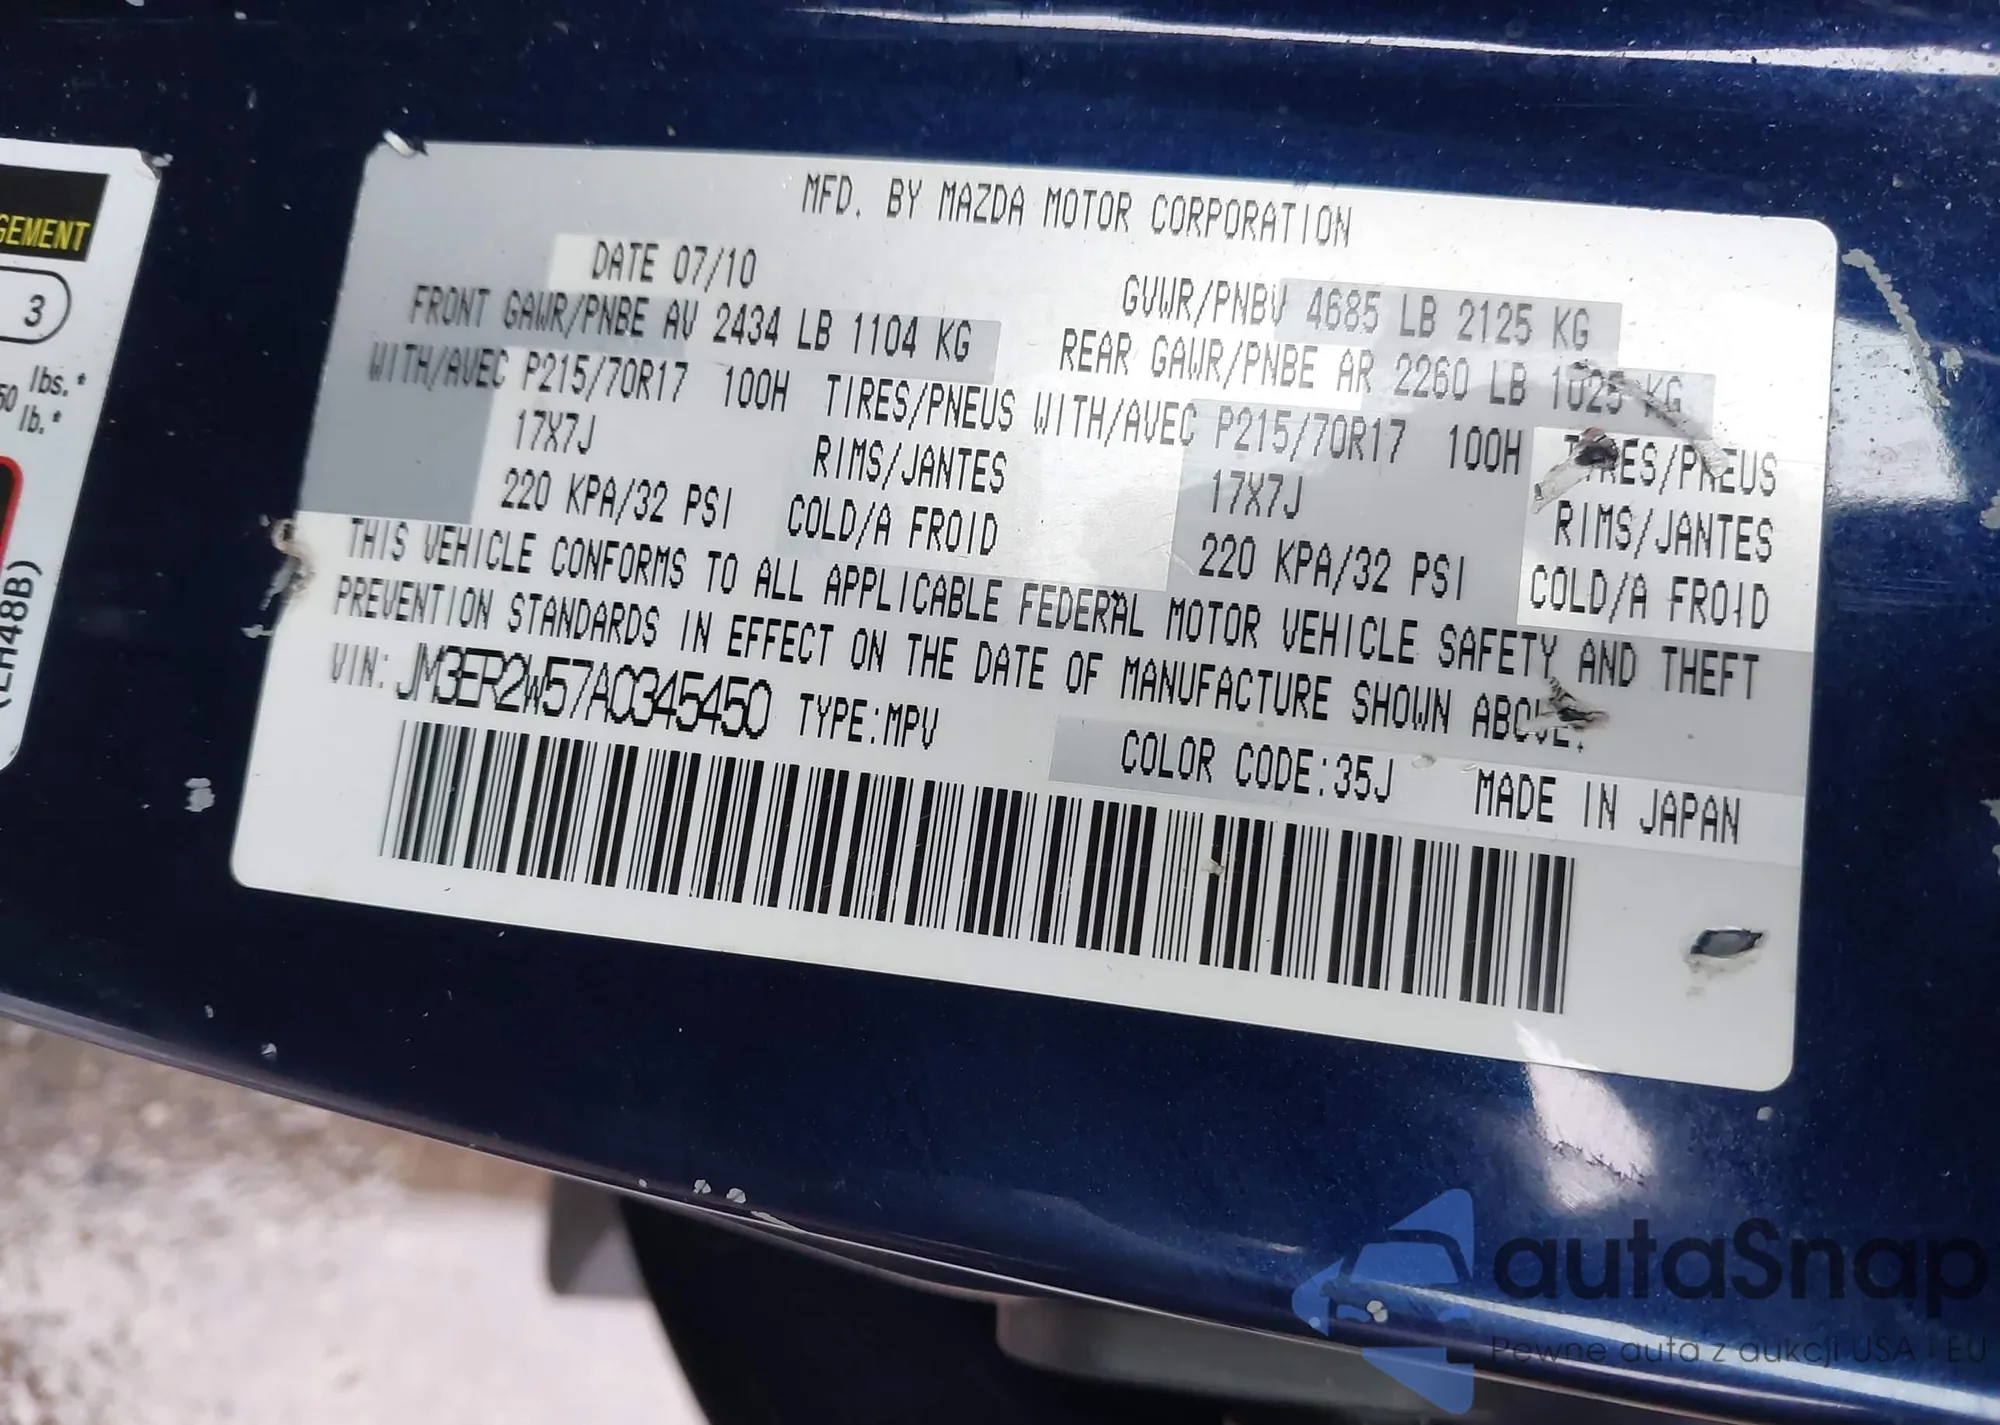 GEMENT
3
lbs.*
50 lb.*
MFD. BY MAZDA MOTOR CORPORATION
DATE 07/10
GVWR/PNBV 4685 LB 2125 KG
FRONT GAWR/PNBE AV 2434 LB 1104 KG
REAR GAWR/PNBE AR 2260 LB 1025 KG
WITH/AVEC P215/70R17 100H TIRES/PNEUS WITH/AVEC P215/70R17 100H TIRES/PNEUS
17X7J RIMS/JANTES 17X7J RIMS/JANTES
220 KPA/32 PSI COLD/A FROID 220 KPA/32 PSI COLD/A FROID
THIS VEHICLE CONFORMS TO ALL APPLICABLE FEDERAL MOTOR VEHICLE SAFETY AND THEFT
PREVENTION STANDARDS IN EFFECT ON THE DATE OF MANUFACTURE SHOWN ABOVE.
VIN: JM3ER2W57A0345450 TYPE:MPV
COLOR CODE:35J MADE IN JAPAN
autaSnap
Pewne auta z aukcji USA i EU